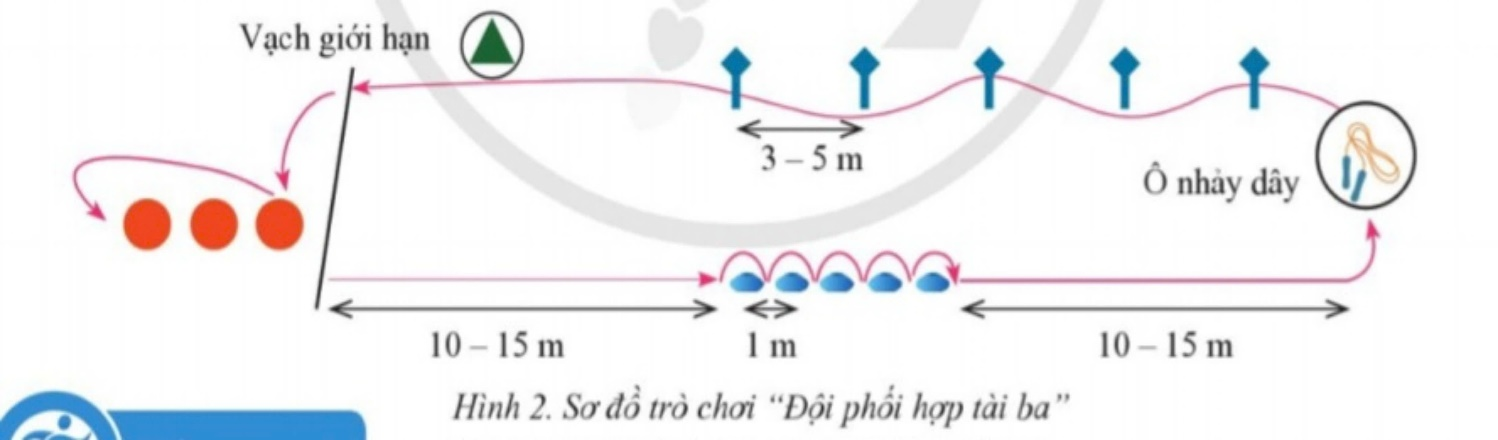 Vạch giới hạn
3 – 5 m
Ô nhảy dây
10 – 15 m
1 m
10 – 15 m
Hình 2. Sơ đồ trò chơi “Đội phối hợp tài ba”